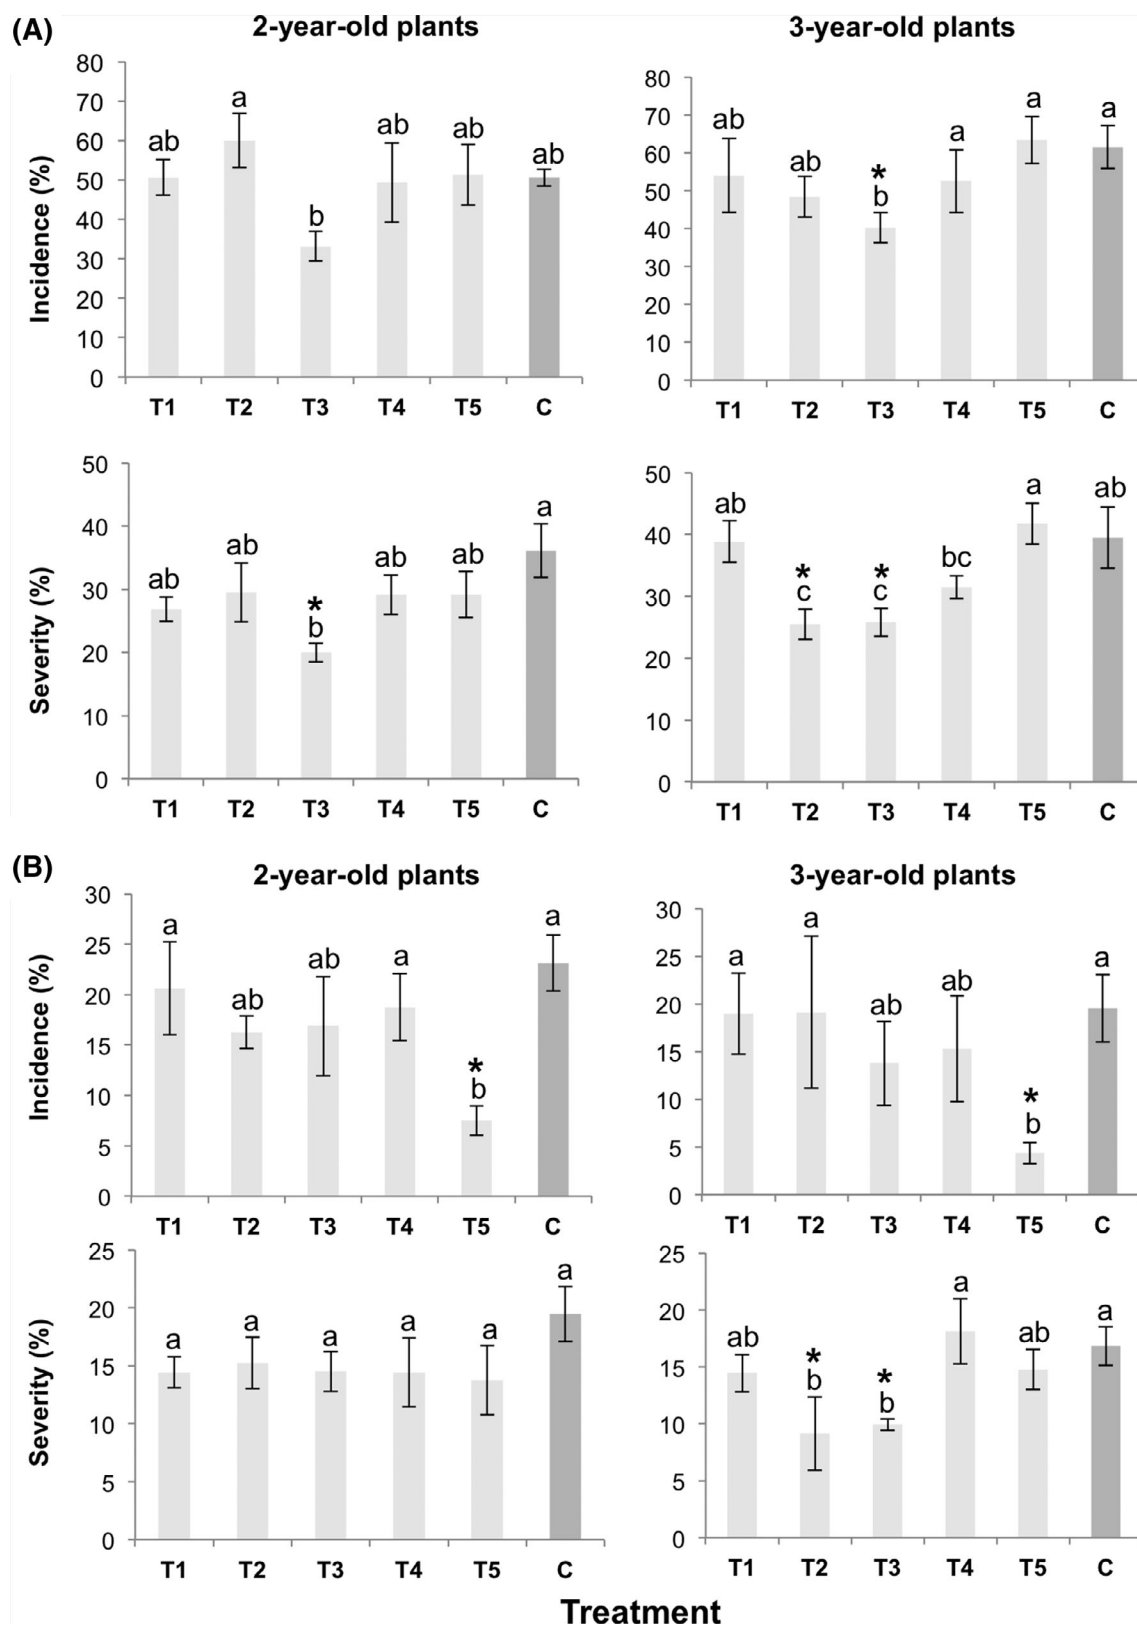 (A)
2-year-old plants
3-year-old plants
Incidence (%)
80
70
60
50
40
30
20
10
0
ab
a
b
ab
ab
ab
T1 T2 T3 T4 T5 C
80
70
60
50
40
30
20
10
0
ab
ab
*
b
a
a
a
T1 T2 T3 T4 T5 C
Severity (%)
50
40
30
20
10
0
ab
ab
*
b
ab
ab
a
T1 T2 T3 T4 T5 C
50
40
30
20
10
0
ab
*
c
*
c
bc
a
ab
T1 T2 T3 T4 T5 C
(B)
2-year-old plants
3-year-old plants
Incidence (%)
30
25
20
15
10
5
0
a
ab
ab
a
*
b
a
T1 T2 T3 T4 T5 C
30
25
20
15
10
5
0
a
a
ab
ab
*
b
a
T1 T2 T3 T4 T5 C
Severity (%)
25
20
15
10
5
0
a
a
a
a
a
a
T1 T2 T3 T4 T5 C
25
20
15
10
5
0
ab
*
b
*
b
a
ab
a
T1 T2 T3 T4 T5 C
Treatment